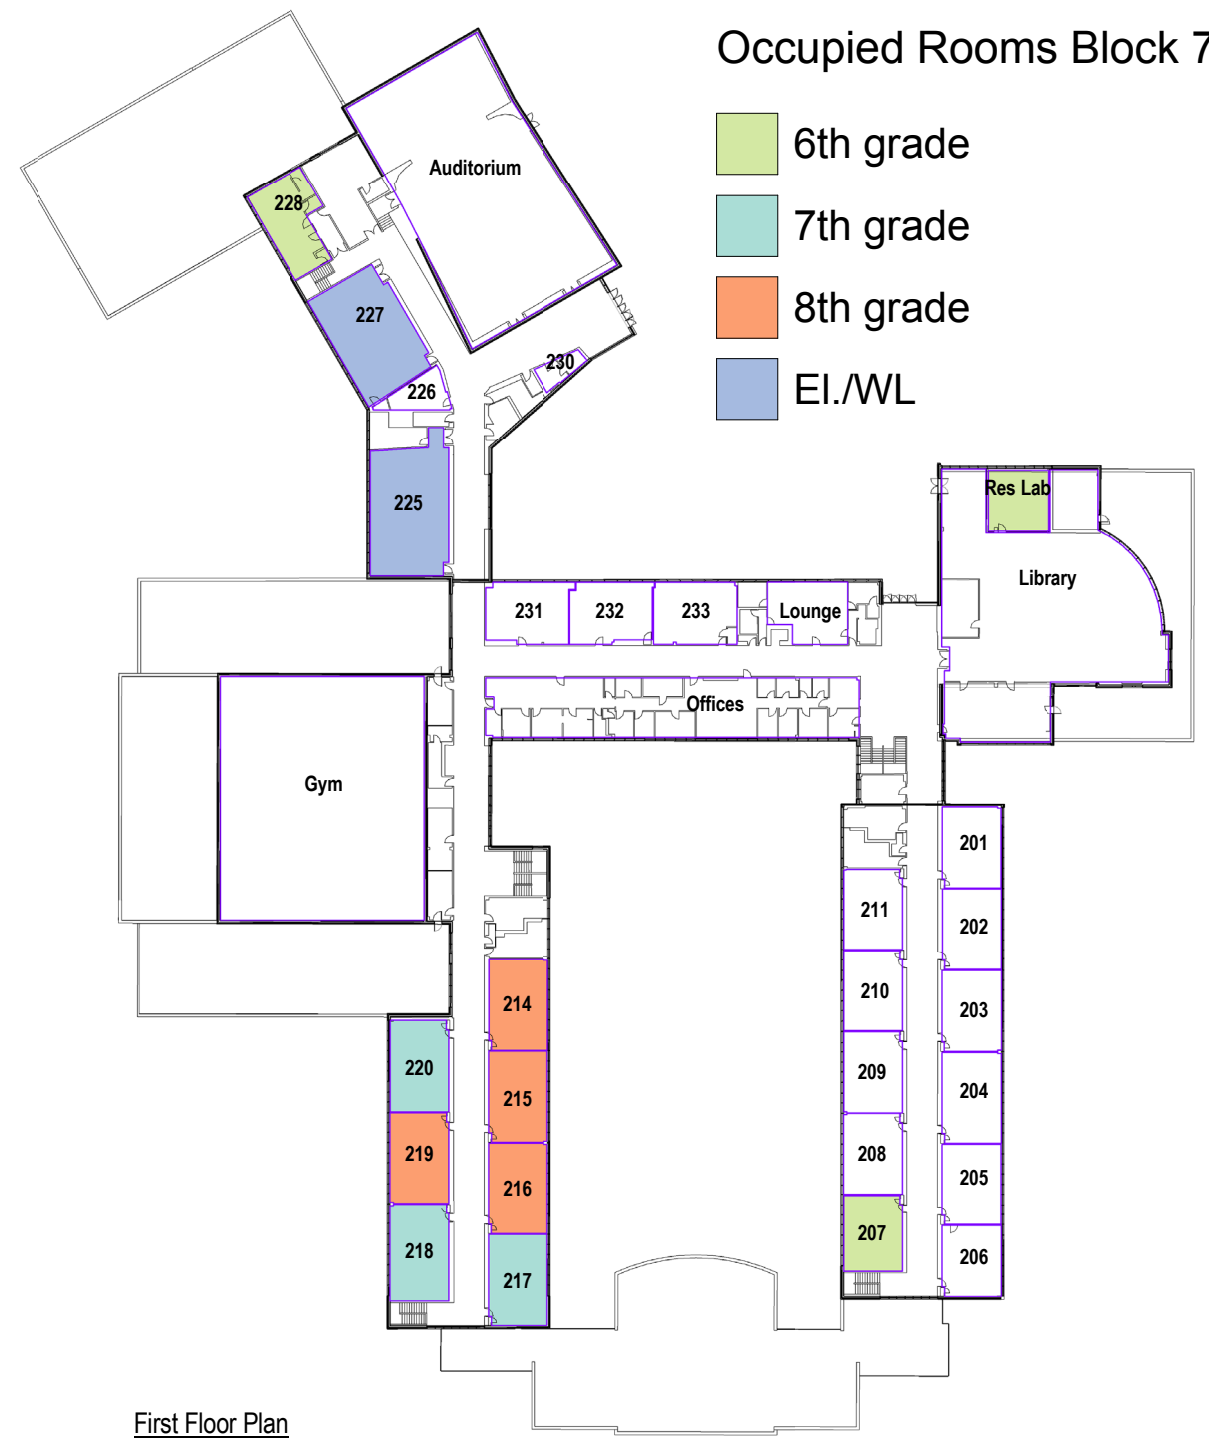 Occupied Rooms Block 7
6th grade
7th grade
8th grade
El./WL
Auditorium
228
227
226
230
225
Res Lab
Library
231
232
233
Lounge
Offices
Gym
201
211
202
210
203
214
209
220
204
215
208
219
205
216
207
218
206
217
First Floor Plan